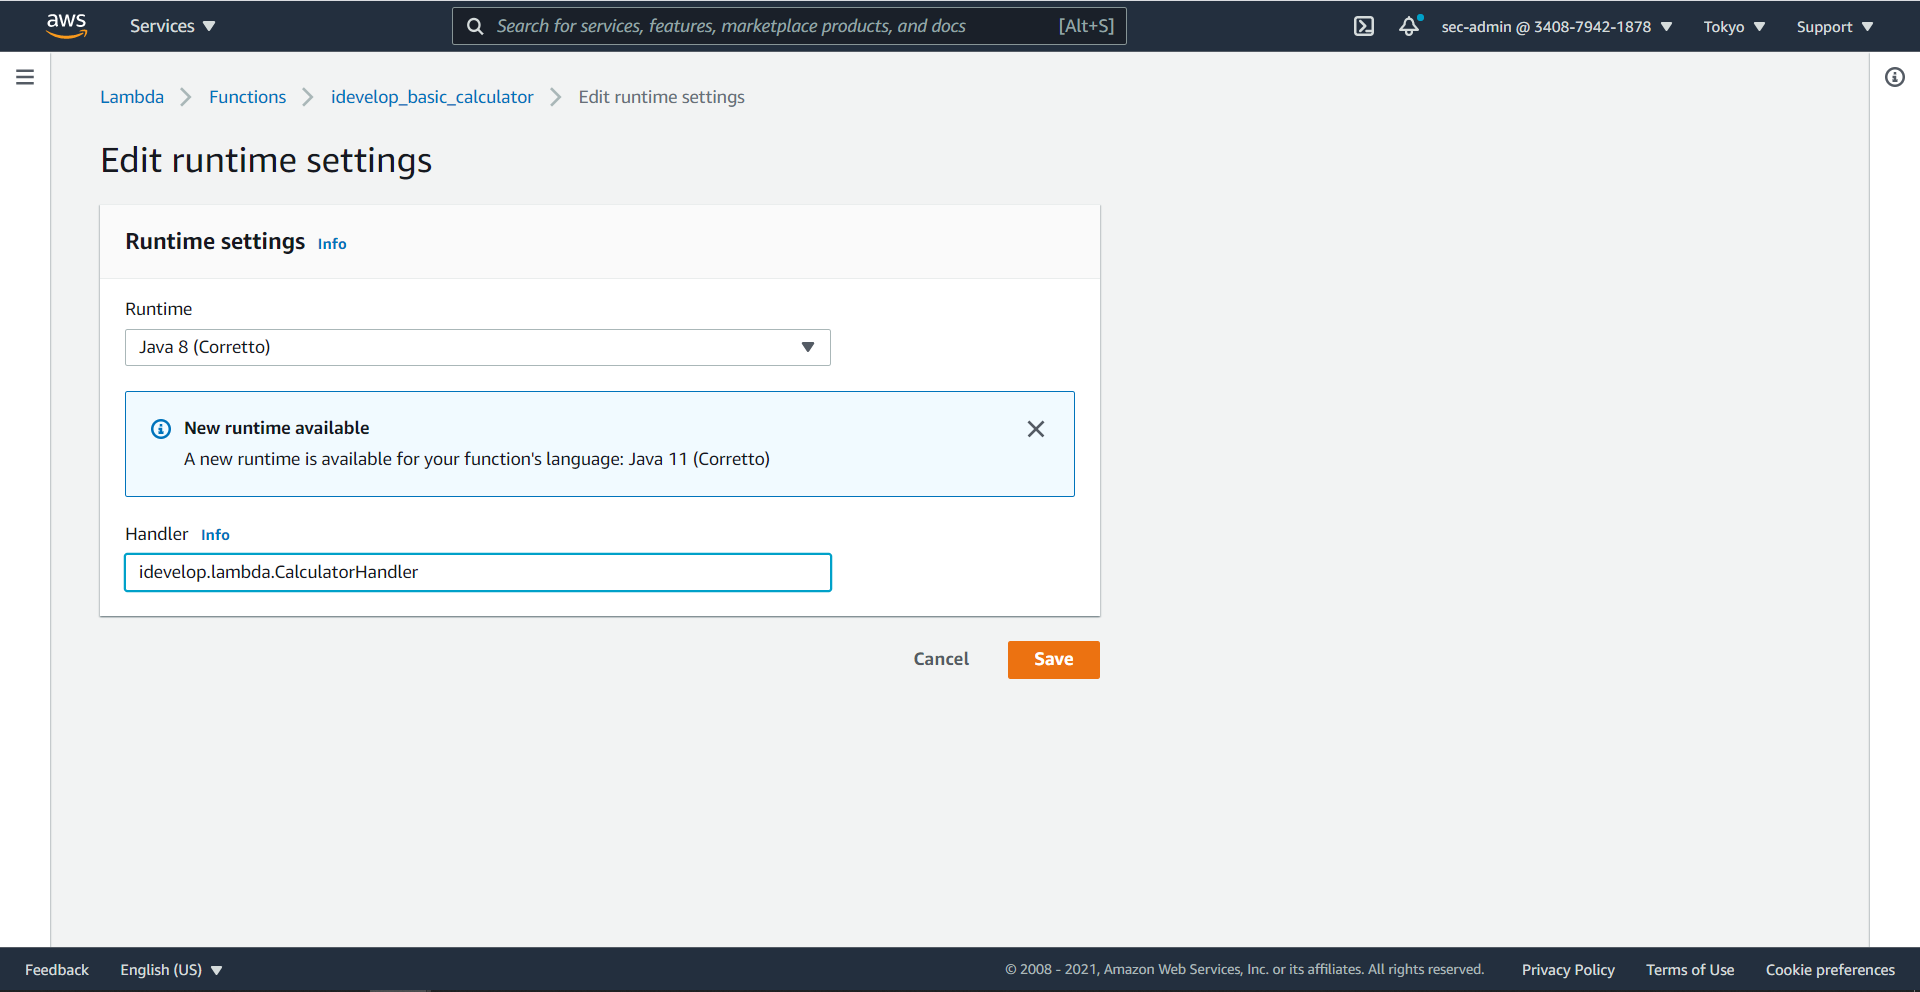 aws
Services
Search for services, features, marketplace products, and docs [Alt+S]
sec-admin @ 3408-7942-1878
Tokyo
Support
Lambda Functions idevelop_basic_calculator Edit runtime settings
Edit runtime settings
Runtime settings Info
Runtime
Java 8 (Corretto)
New runtime available
A new runtime is available for your function's language: Java 11 (Corretto)
Handler Info
idevelop.lambda.CalculatorHandler
Cancel Save
Feedback English (US) © 2008 - 2021, Amazon Web Services, Inc. or its affiliates. All rights reserved. Privacy Policy Terms of Use Cookie preferences